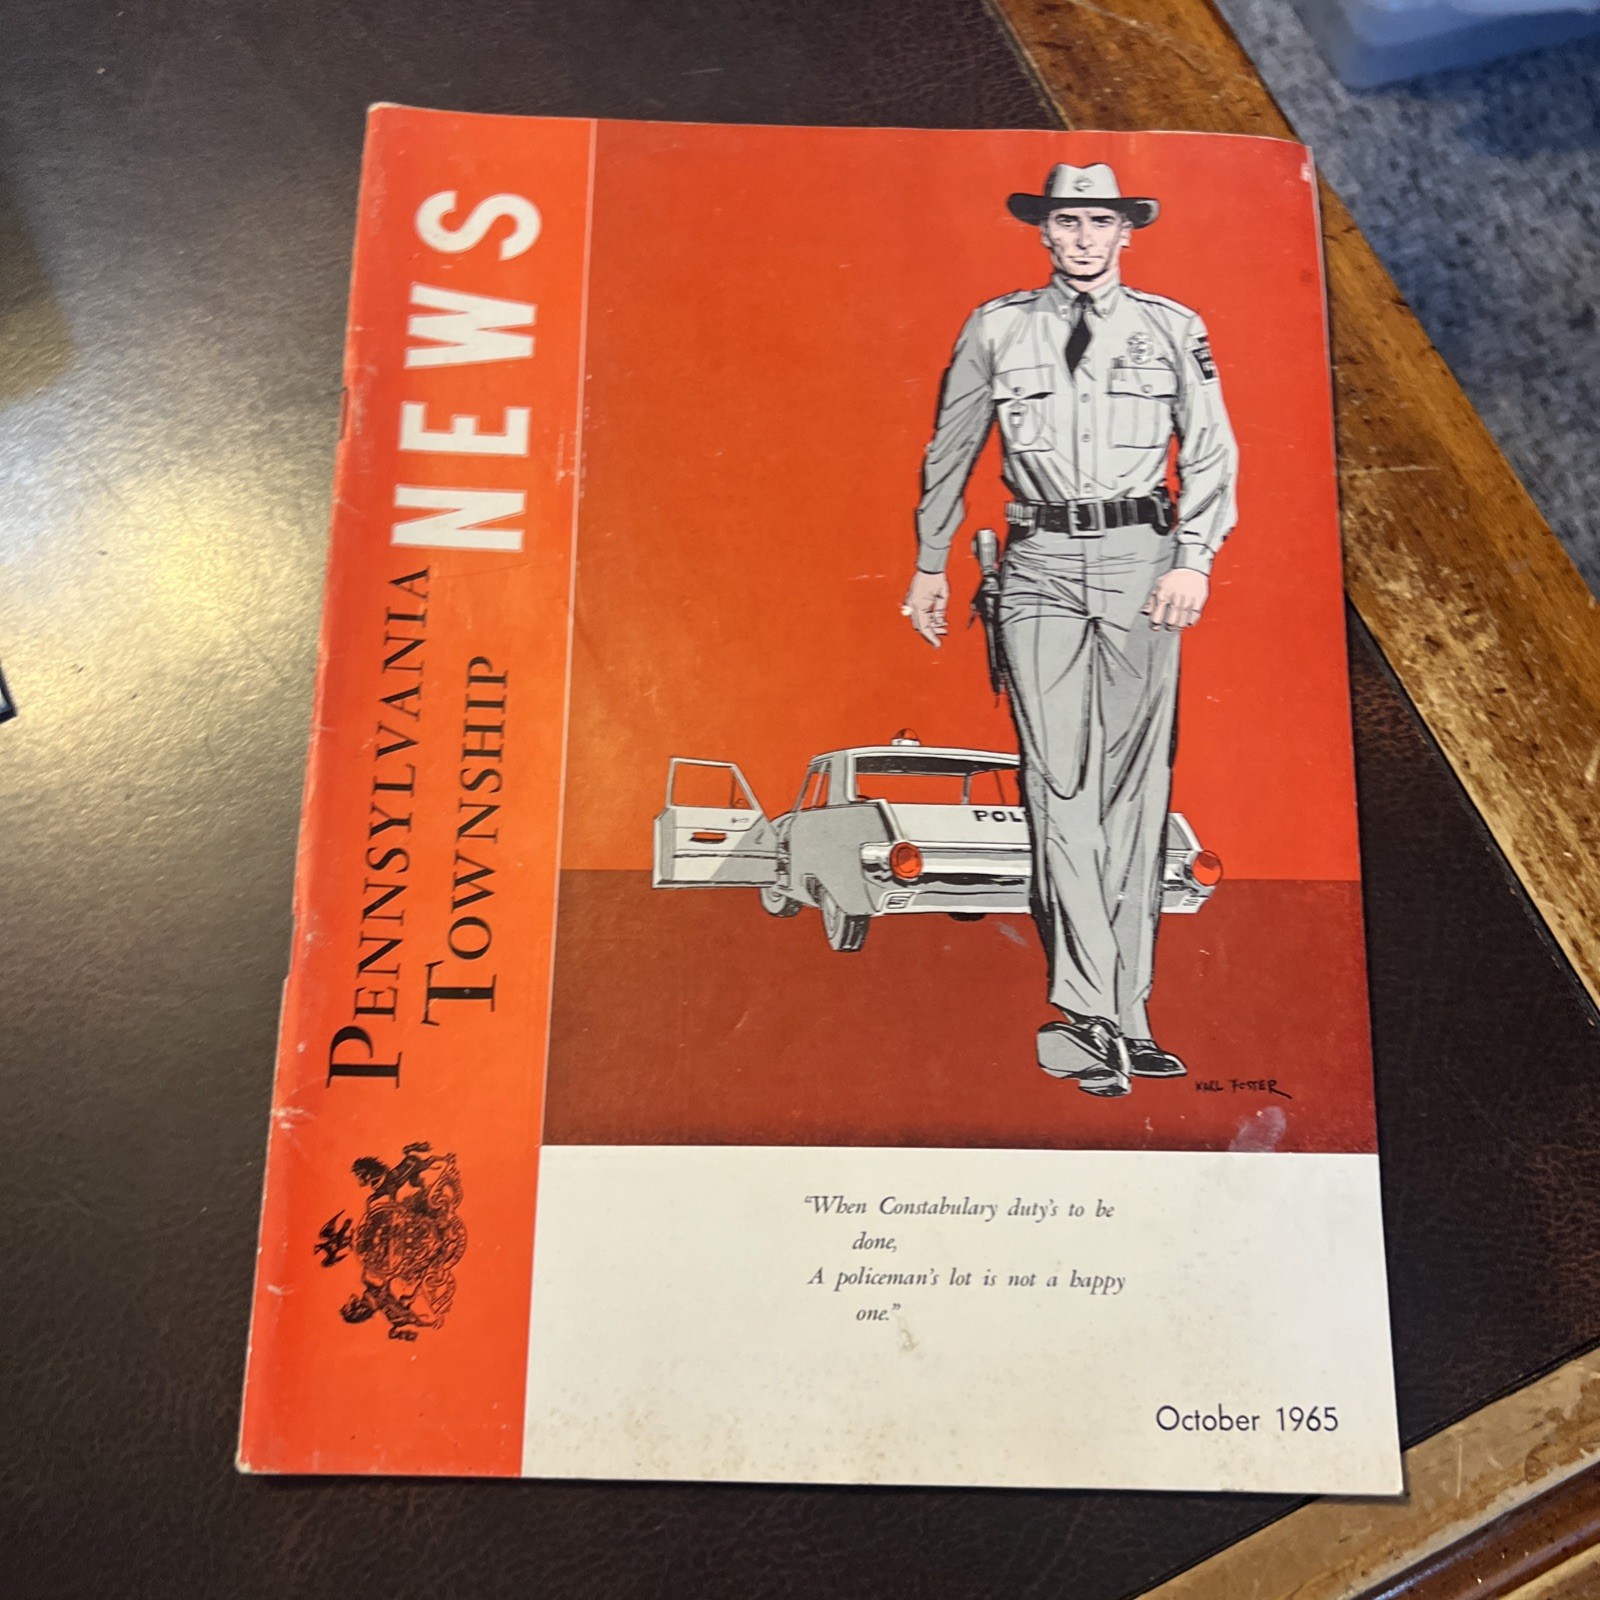 PENNSYLVANIA
TOWNSHIP
NEWS
POL
KARL FOSTER
“When Constabulary duty's to be
done,
A policeman's lot is not a happy
one.”
October 1965